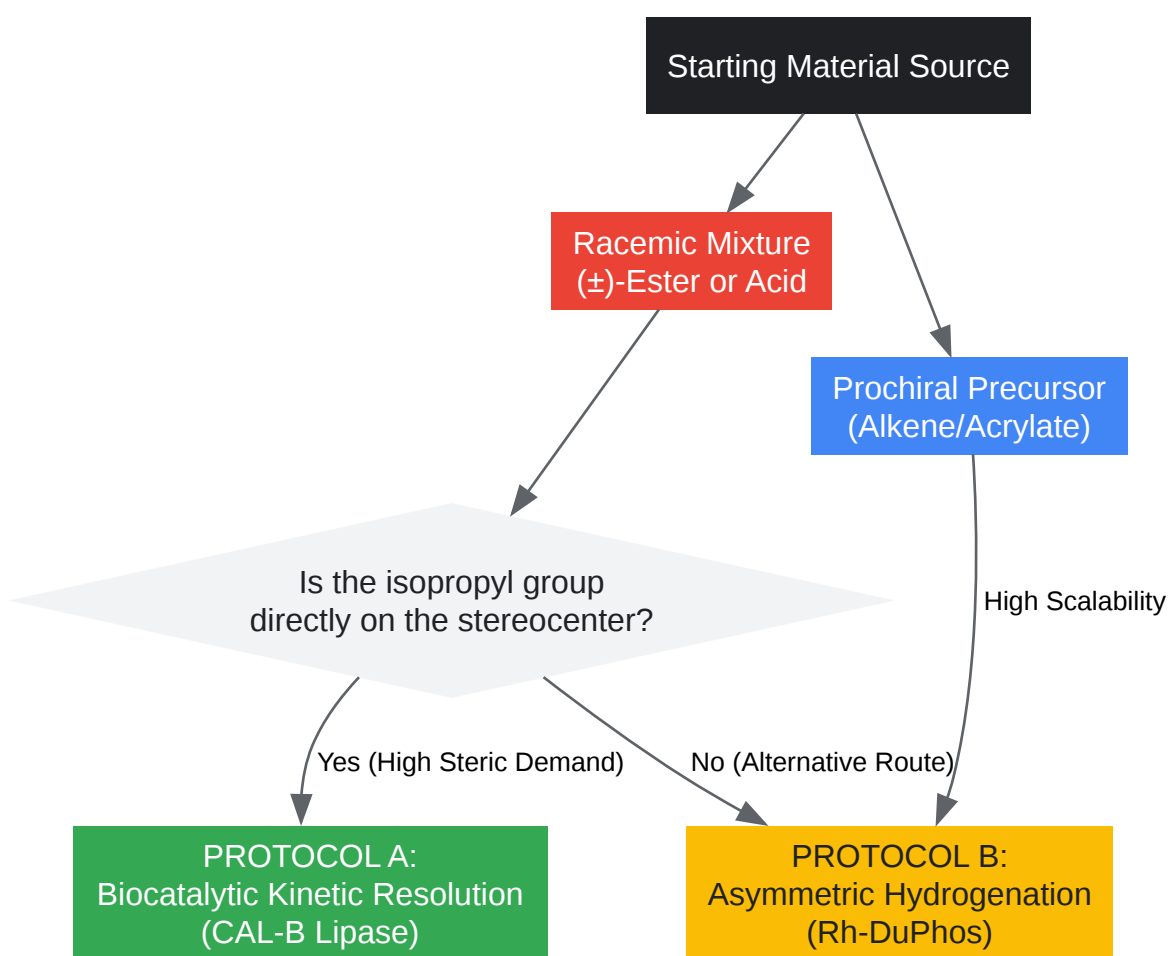 Starting Material Source
Racemic Mixture
(±)-Ester or Acid
Prochiral Precursor
(Alkene/Acrylate)
Is the isopropyl group
directly on the stereocenter?
High Scalability
Yes (High Steric Demand)
No (Alternative Route)
PROTOCOL A:
Biocatalytic Kinetic Resolution
(CAL-B Lipase)
PROTOCOL B:
Asymmetric Hydrogenation
(Rh-DuPhos)